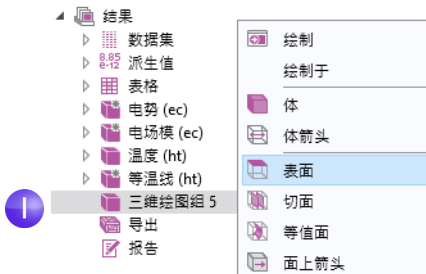 结果
数据集
8.85
e-12
派生值
表格
电势 (ec)
电场模 (ec)
温度 (ht)
等温线 (ht)
三维绘图组 5
导出
报告
1
绘制
绘制于
体
体箭头
表面
切面
等值面
面上箭头